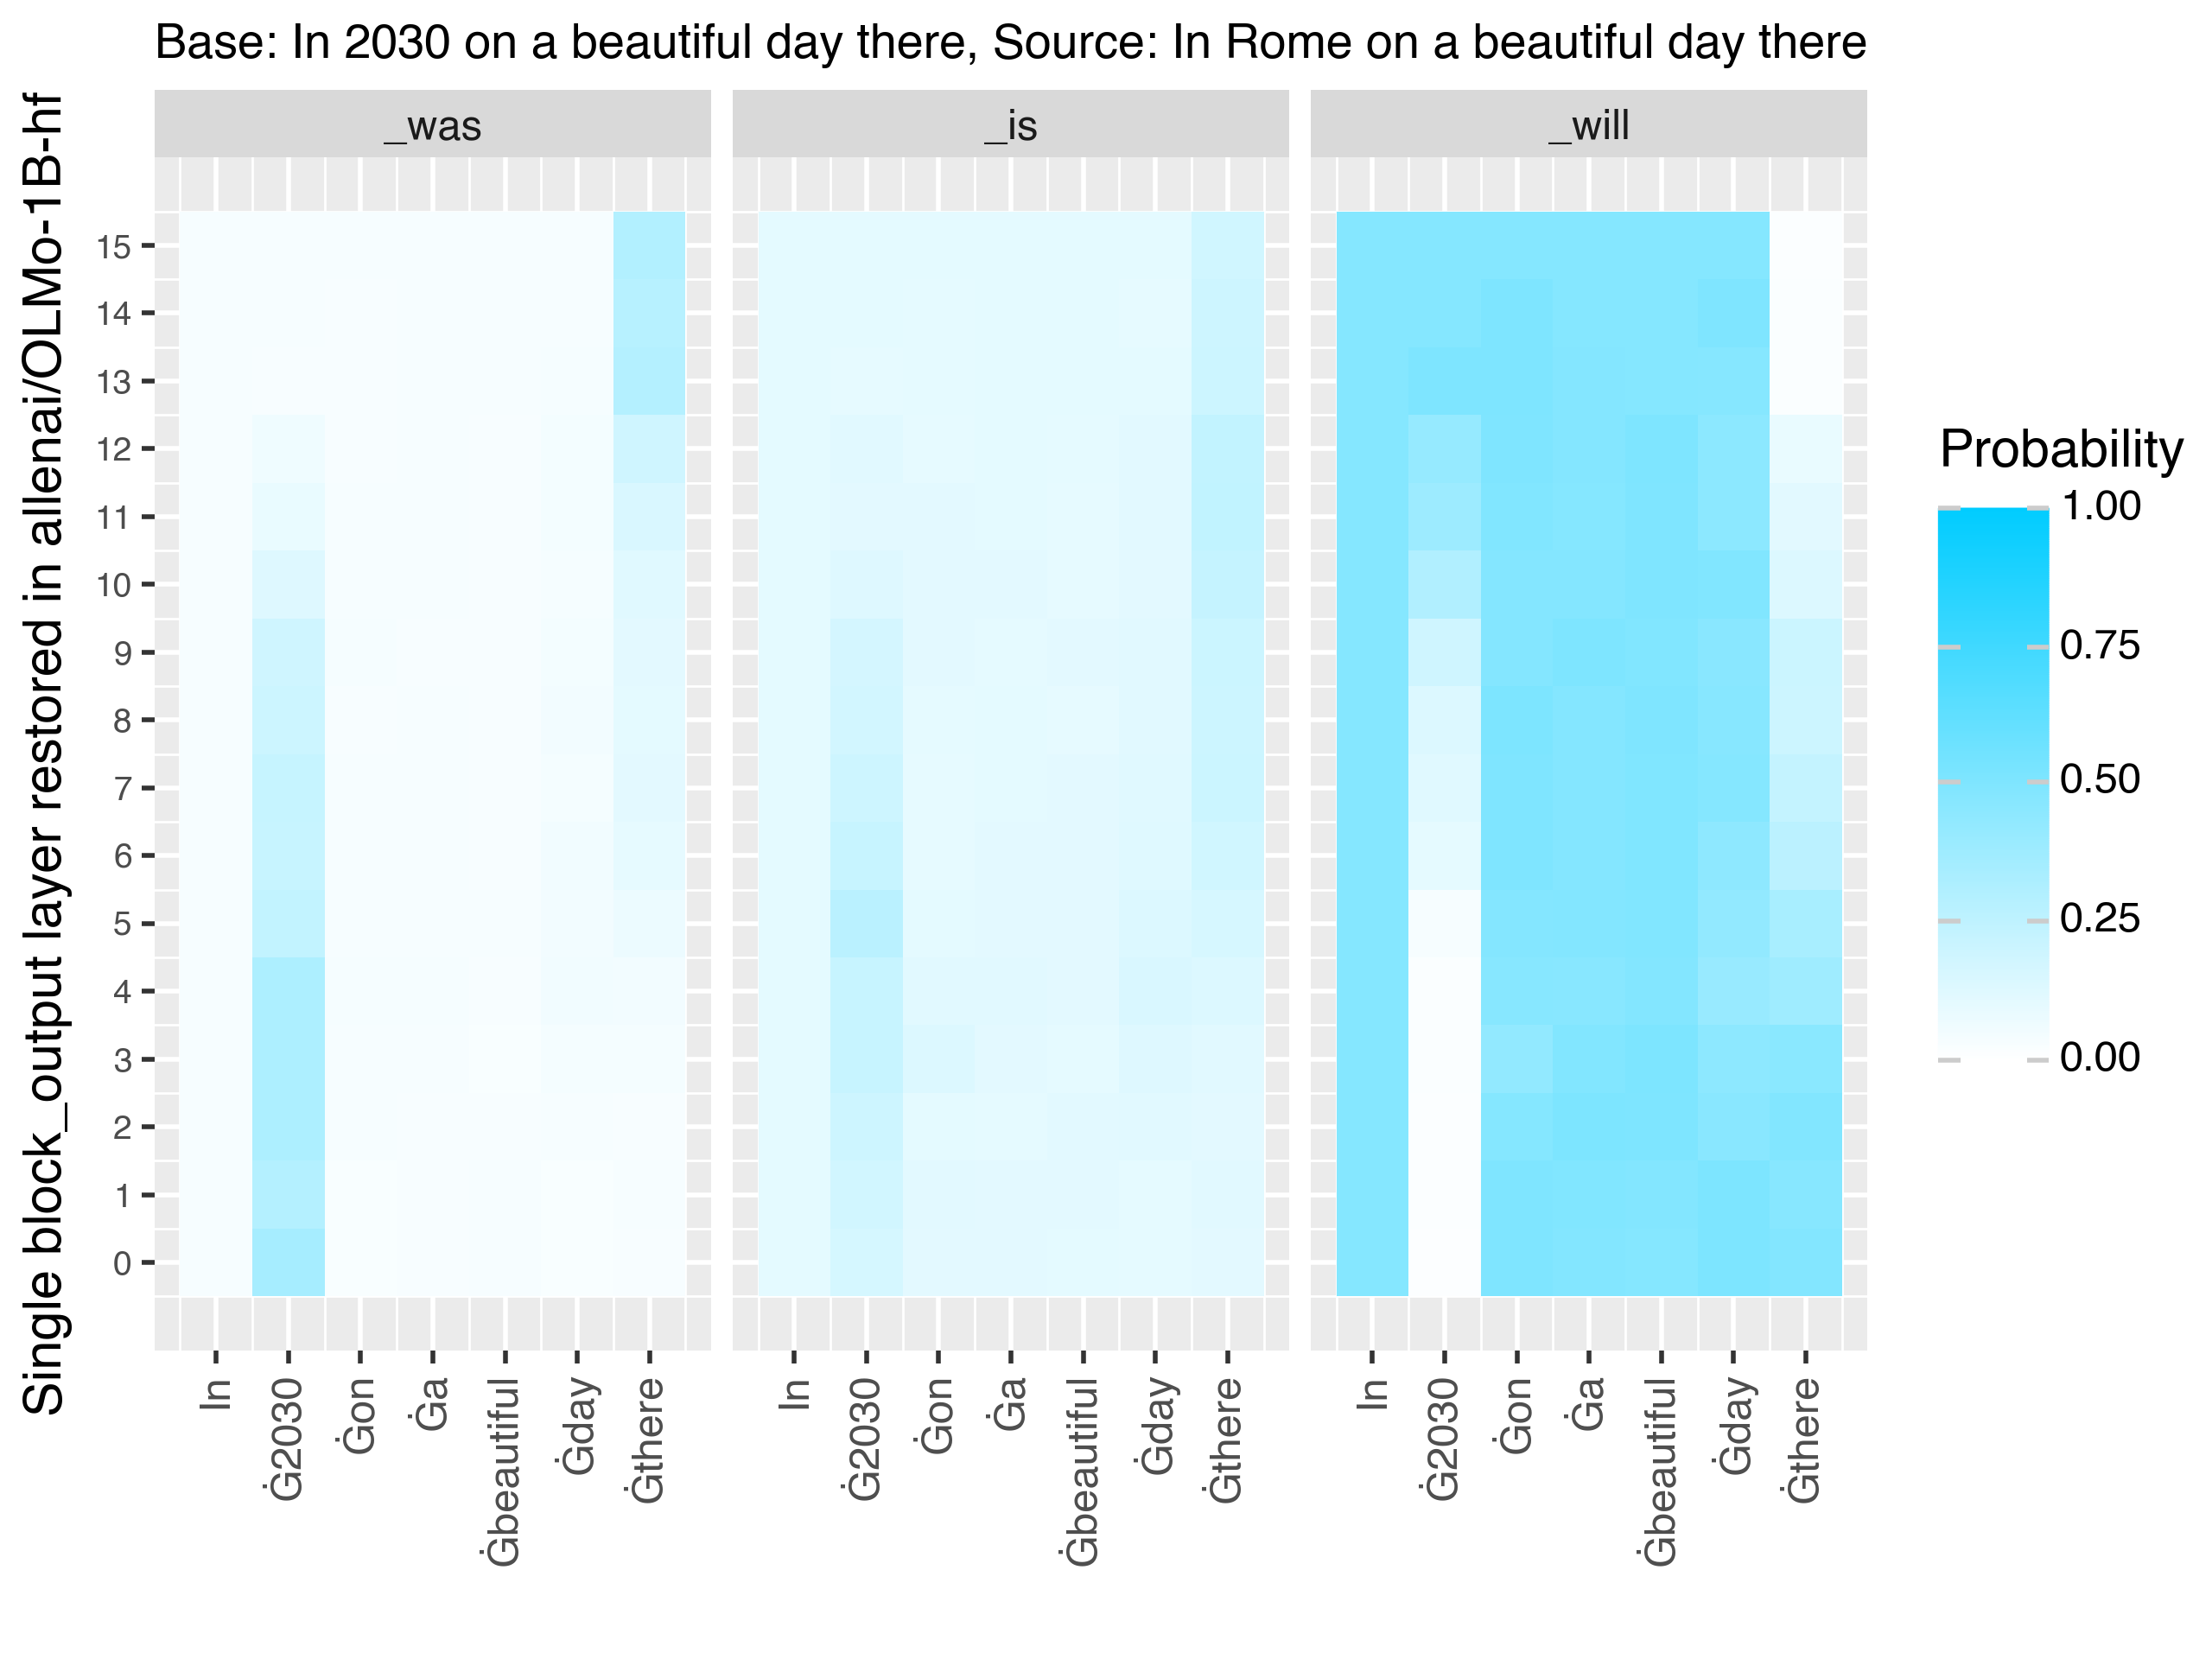 Base: In 2030 on a beautiful day there, Source: In Rome on a beautiful day there
_was
_is
_will
Single block_output layer restored in allenai/OLMo-1B-hf
15
14
13
12
11
10
9
8
7
6
5
4
3
2
1
0
In
Ġ2030
Ġon
Ġa
Ġbeautiful
Ġday
Ġthere
In
Ġ2030
Ġon
Ġa
Ġbeautiful
Ġday
Ġthere
In
Ġ2030
Ġon
Ġa
Ġbeautiful
Ġday
Ġthere
Probability
1.00
0.75
0.50
0.25
0.00